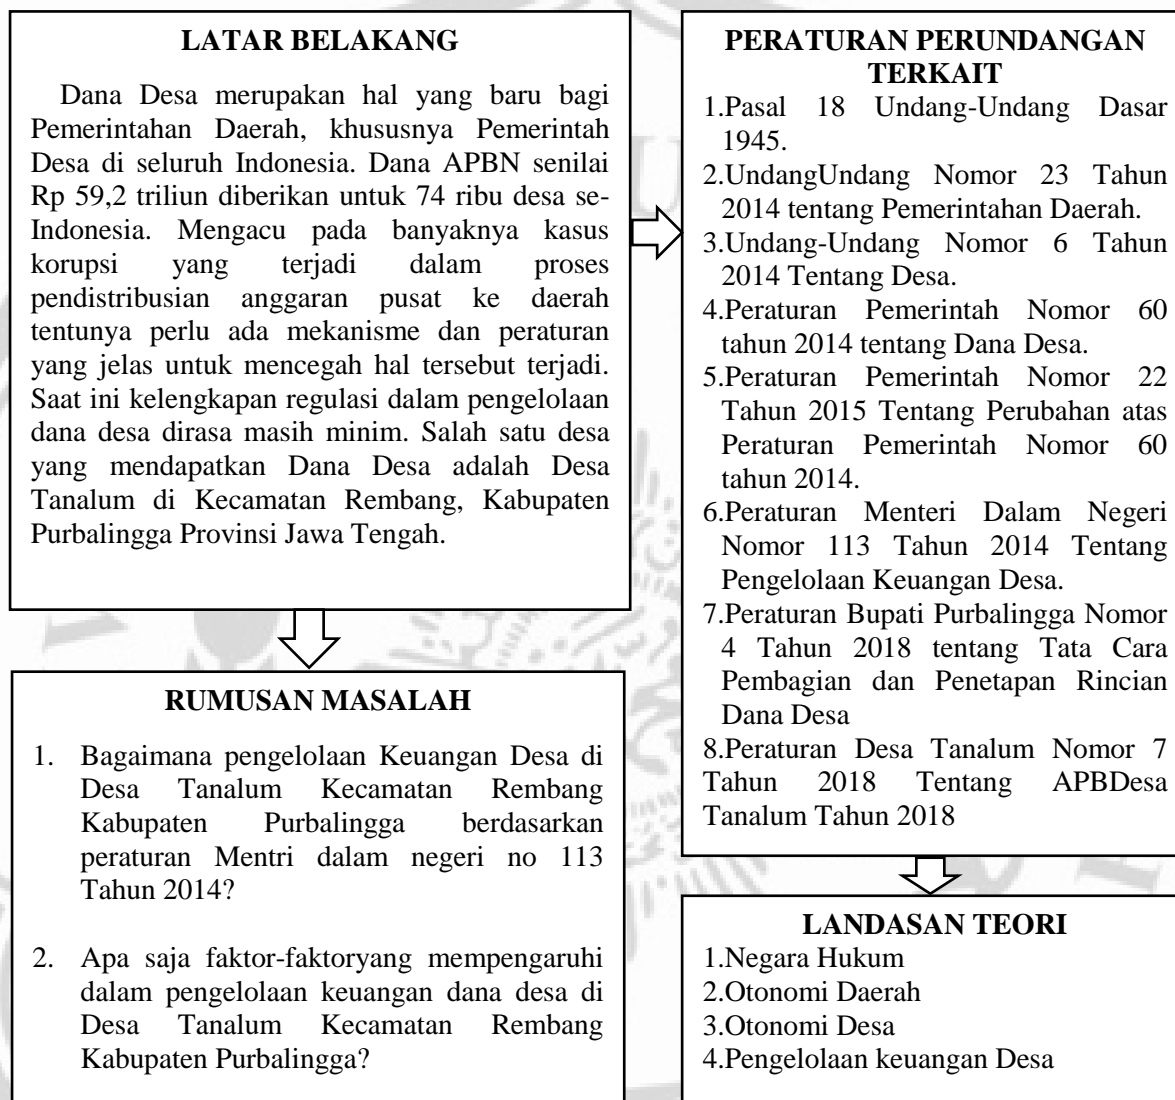 LATAR BELAKANG
Dana Desa merupakan hal yang baru bagi
Pemerintahan Daerah, khususnya Pemerintah
Desa di seluruh Indonesia. Dana APBN senilai
Rp 59,2 triliun diberikan untuk 74 ribu desa se-
Indonesia. Mengacu pada banyaknya kasus
korupsi yang terjadi dalam proses
pendistribusian anggaran pusat ke daerah
tentunya perlu ada mekanisme dan peraturan
yang jelas untuk mencegah hal tersebut terjadi.
Saat ini kelengkapan regulasi dalam pengelolaan
dana desa dirasa masih minim. Salah satu desa
yang mendapatkan Dana Desa adalah Desa
Tanalum di Kecamatan Rembang, Kabupaten
Purbalingga Provinsi Jawa Tengah.
RUMUSAN MASALAH
1. Bagaimana pengelolaan Keuangan Desa di
Desa Tanalum Kecamatan Rembang
Kabupaten Purbalingga berdasarkan
peraturan Mentri dalam negeri no 113
Tahun 2014?
2. Apa saja faktor-faktoryang mempengaruhi
dalam pengelolaan keuangan dana desa di
Desa Tanalum Kecamatan Rembang
Kabupaten Purbalingga?
PERATURAN PERUNDANGAN
TERKAIT
1.Pasal 18 Undang-Undang Dasar
1945.
2.UndangUndang Nomor 23 Tahun
2014 tentang Pemerintahan Daerah.
3.Undang-Undang Nomor 6 Tahun
2014 Tentang Desa.
4.Peraturan Pemerintah Nomor 60
tahun 2014 tentang Dana Desa.
5.Peraturan Pemerintah Nomor 22
Tahun 2015 Tentang Perubahan atas
Peraturan Pemerintah Nomor 60
tahun 2014.
6.Peraturan Menteri Dalam Negeri
Nomor 113 Tahun 2014 Tentang
Pengelolaan Keuangan Desa.
7.Peraturan Bupati Purbalingga Nomor
4 Tahun 2018 tentang Tata Cara
Pembagian dan Penetapan Rincian
Dana Desa
8.Peraturan Desa Tanalum Nomor 7
Tahun 2018 Tentang APBDesa
Tanalum Tahun 2018
LANDASAN TEORI
1.Negara Hukum
2.Otonomi Daerah
3.Otonomi Desa
4.Pengelolaan keuangan Desa